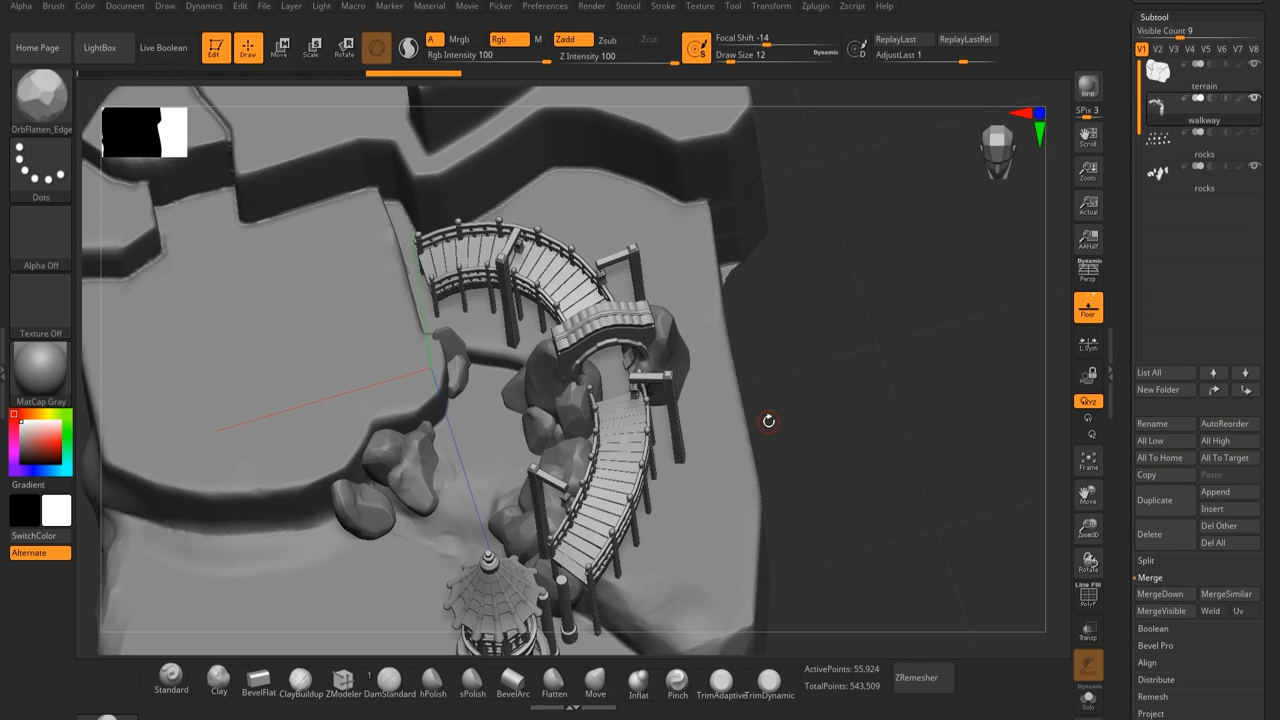 Alpha Brush Color Document Draw Dynamics Edit File Layer Light Macro Marker Material Movie Picker Preferences Render Stencil Stroke Texture Tool Transform Zplugin Zscript Help
Home Page LightBox Live Boolean
Edit Draw Move Scale Rotate
A Mrgb Rgb M Zadd Zsub Zcut
Rgb Intensity 100 Z Intensity 100
S
Focal Shift -14
Draw Size 12 Dynamic
D
ReplayLast ReplayLastRel
AdjustLast 1
OrbFlatten_Edge
Dots
Alpha Off
Texture Off
MatCap Gray
Gradient
SwitchColor
Alternate
BPR
SPix 3
Scroll
Zoom
Actual
AAHalf
Dynamic
Persp
Floor
L.Sym
XYZ
Frame
Move
Zoom3D
Rotate
Line Fill
PolyF
Transp
Ghost
Dynamic
Solo
Subtool
Visible Count 9
V1 V2 V3 V4 V5 V6 V7 V8
terrain
walkway
rocks
rocks
List All
New Folder
Rename AutoReorder
All Low All High
All To Home All To Target
Copy Paste
Duplicate Append
Insert
Delete Del Other
Del All
Split
Merge
MergeDown MergeSimilar
MergeVisible Weld Uv
Boolean
Bevel Pro
Align
Distribute
Remesh
Project
Standard Clay BevelFlat ClayBuildup ZModeler 1 DamStandard hPolish sPolish BevelArc Flatten Move Inflat Pinch TrimAdaptive TrimDynamic
ActivePoints: 55,924
TotalPoints: 543,509
ZRemesher